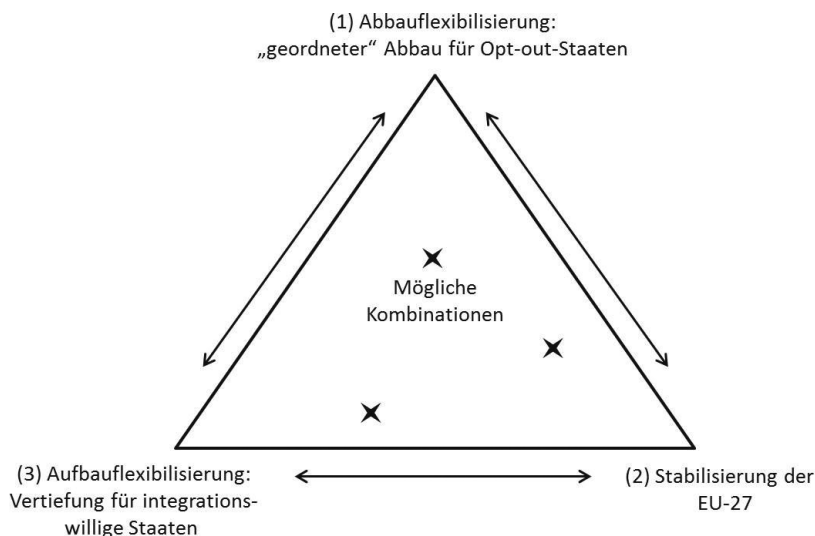 (1) Abbauflexibilisierung:
„geordneter“ Abbau für Opt-out-Staaten
Mögliche
Kombinationen
(3) Aufbauflexibilisierung:
Vertiefung für integrations-
willige Staaten
(2) Stabilisierung der
EU-27